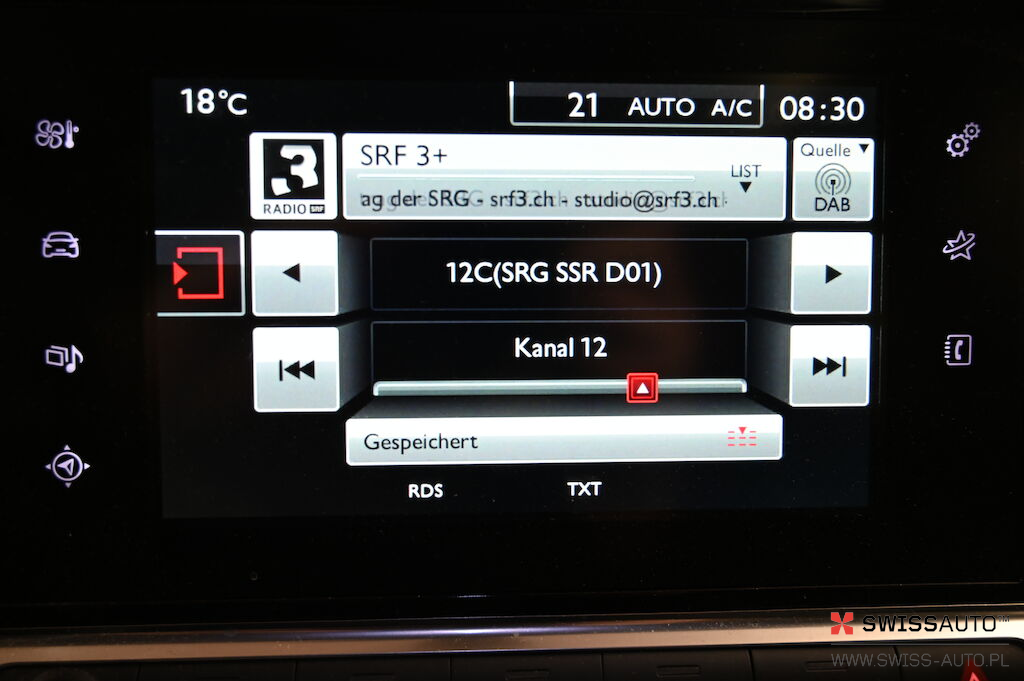 18°C
21 AUTO A/C 08:30
3
RADIO SRF
SRF 3+
LIST
ag der SRG - srf3.ch - studio@srf3.ch
Quelle
DAB
12C(SRG SSR D01)
Kanal 12
Gespeichert
RDS TXT
SWISSAUTO
WWW.SWISS-AUTO.PL